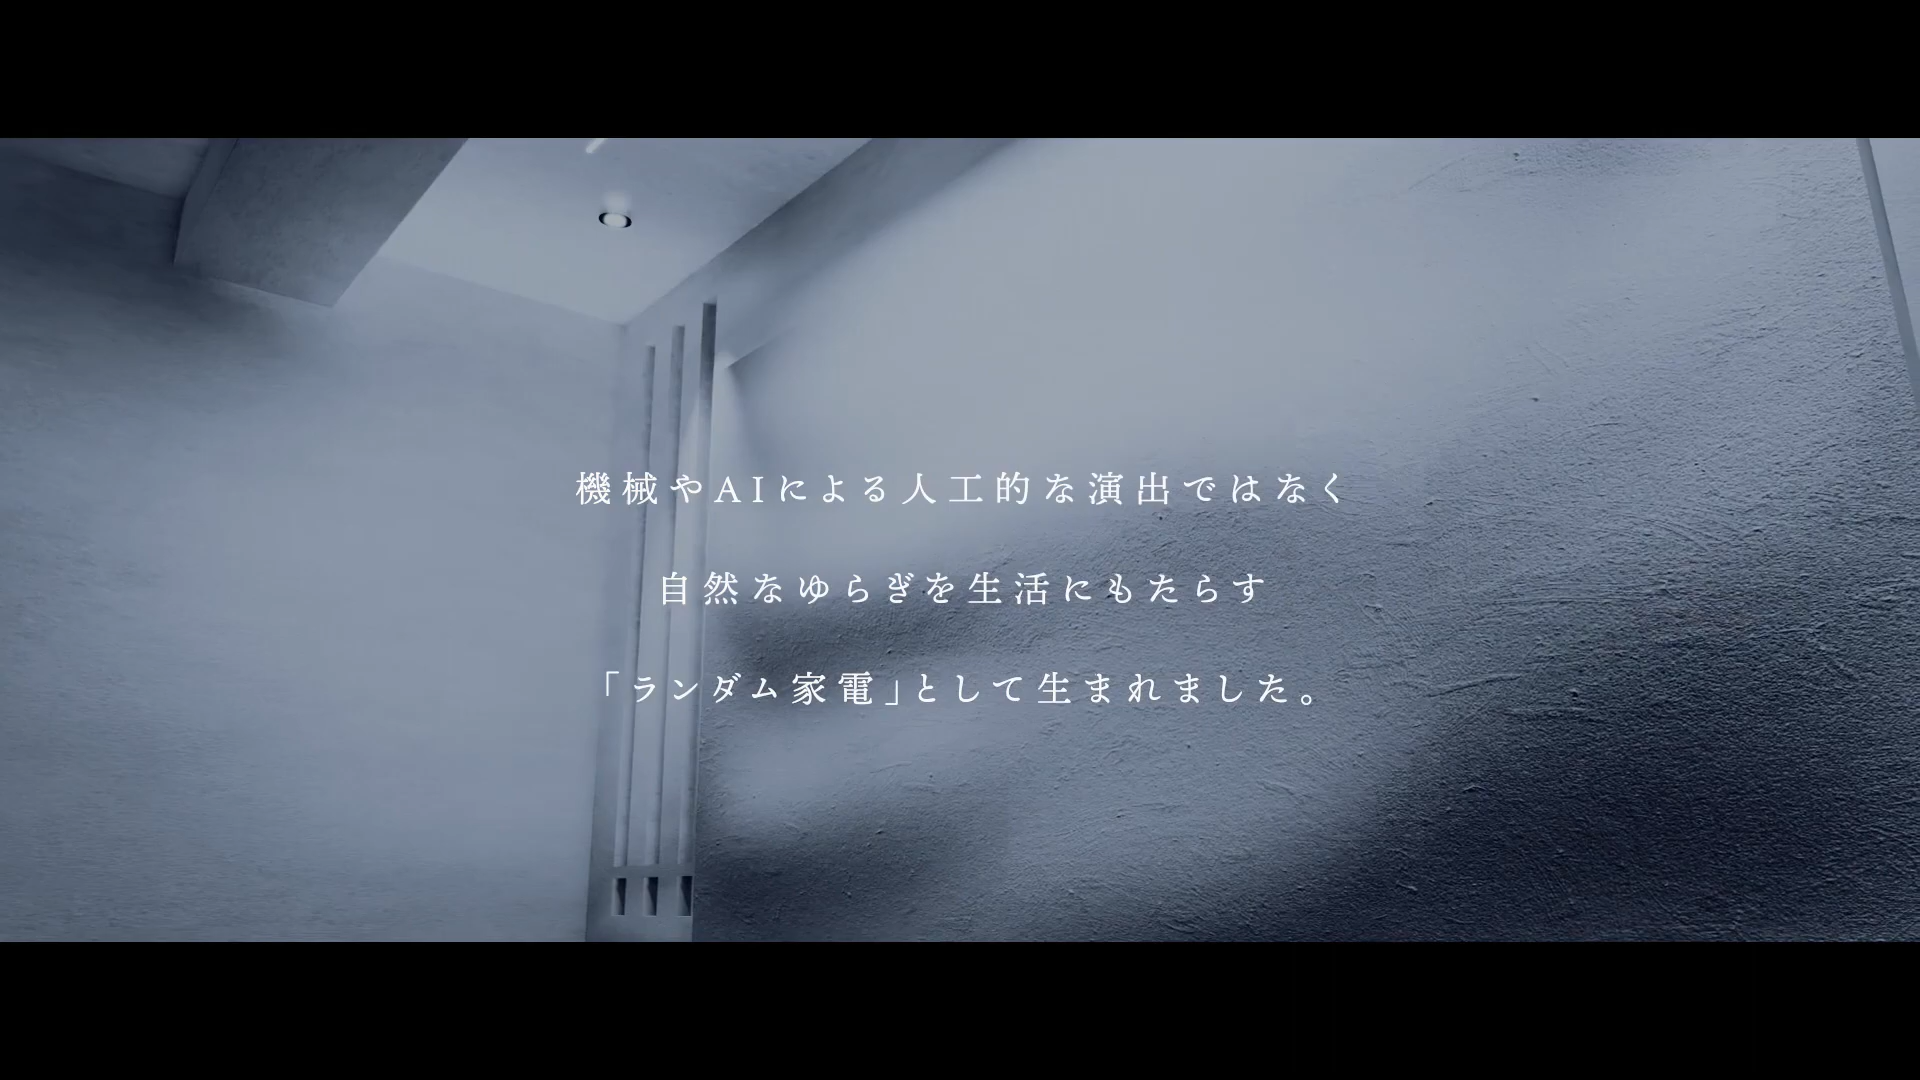 機械やAIによる人工的な演出ではなく
自然なゆらぎを生活にもたらす
「ランダム家電」として生まれました。